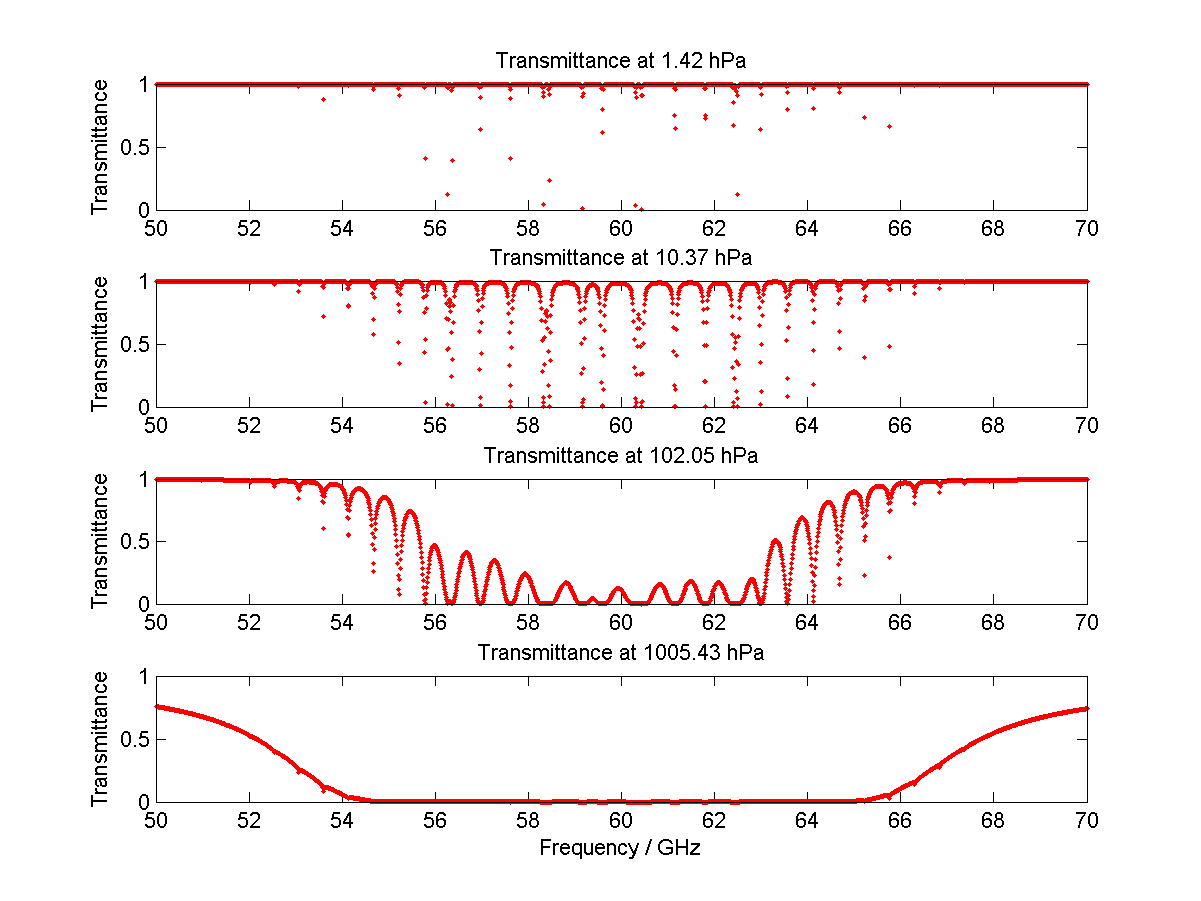 Transmittance at 1.42 hPa
Transmittance
1
0.5
0
50 52 54 56 58 60 62 64 66 68 70
Transmittance at 10.37 hPa
Transmittance
1
0.5
0
50 52 54 56 58 60 62 64 66 68 70
Transmittance at 102.05 hPa
Transmittance
1
0.5
0
50 52 54 56 58 60 62 64 66 68 70
Transmittance at 1005.43 hPa
Transmittance
1
0.5
0
50 52 54 56 58 60 62 64 66 68 70
Frequency / GHz